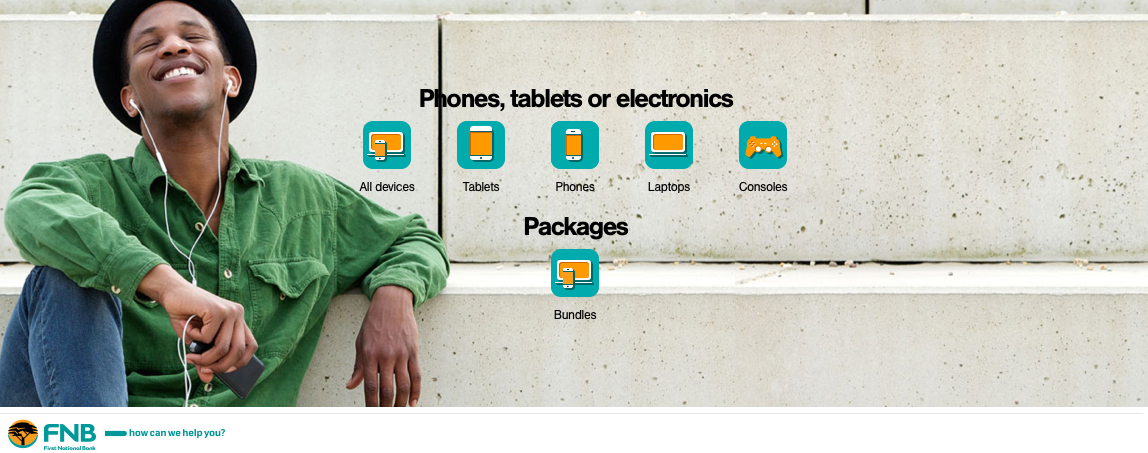 Phones, tablets or electronics
All devices
Tablets
Phones
Laptops
Consoles
Packages
Bundles
FNB
First National Bank
how can we help you?